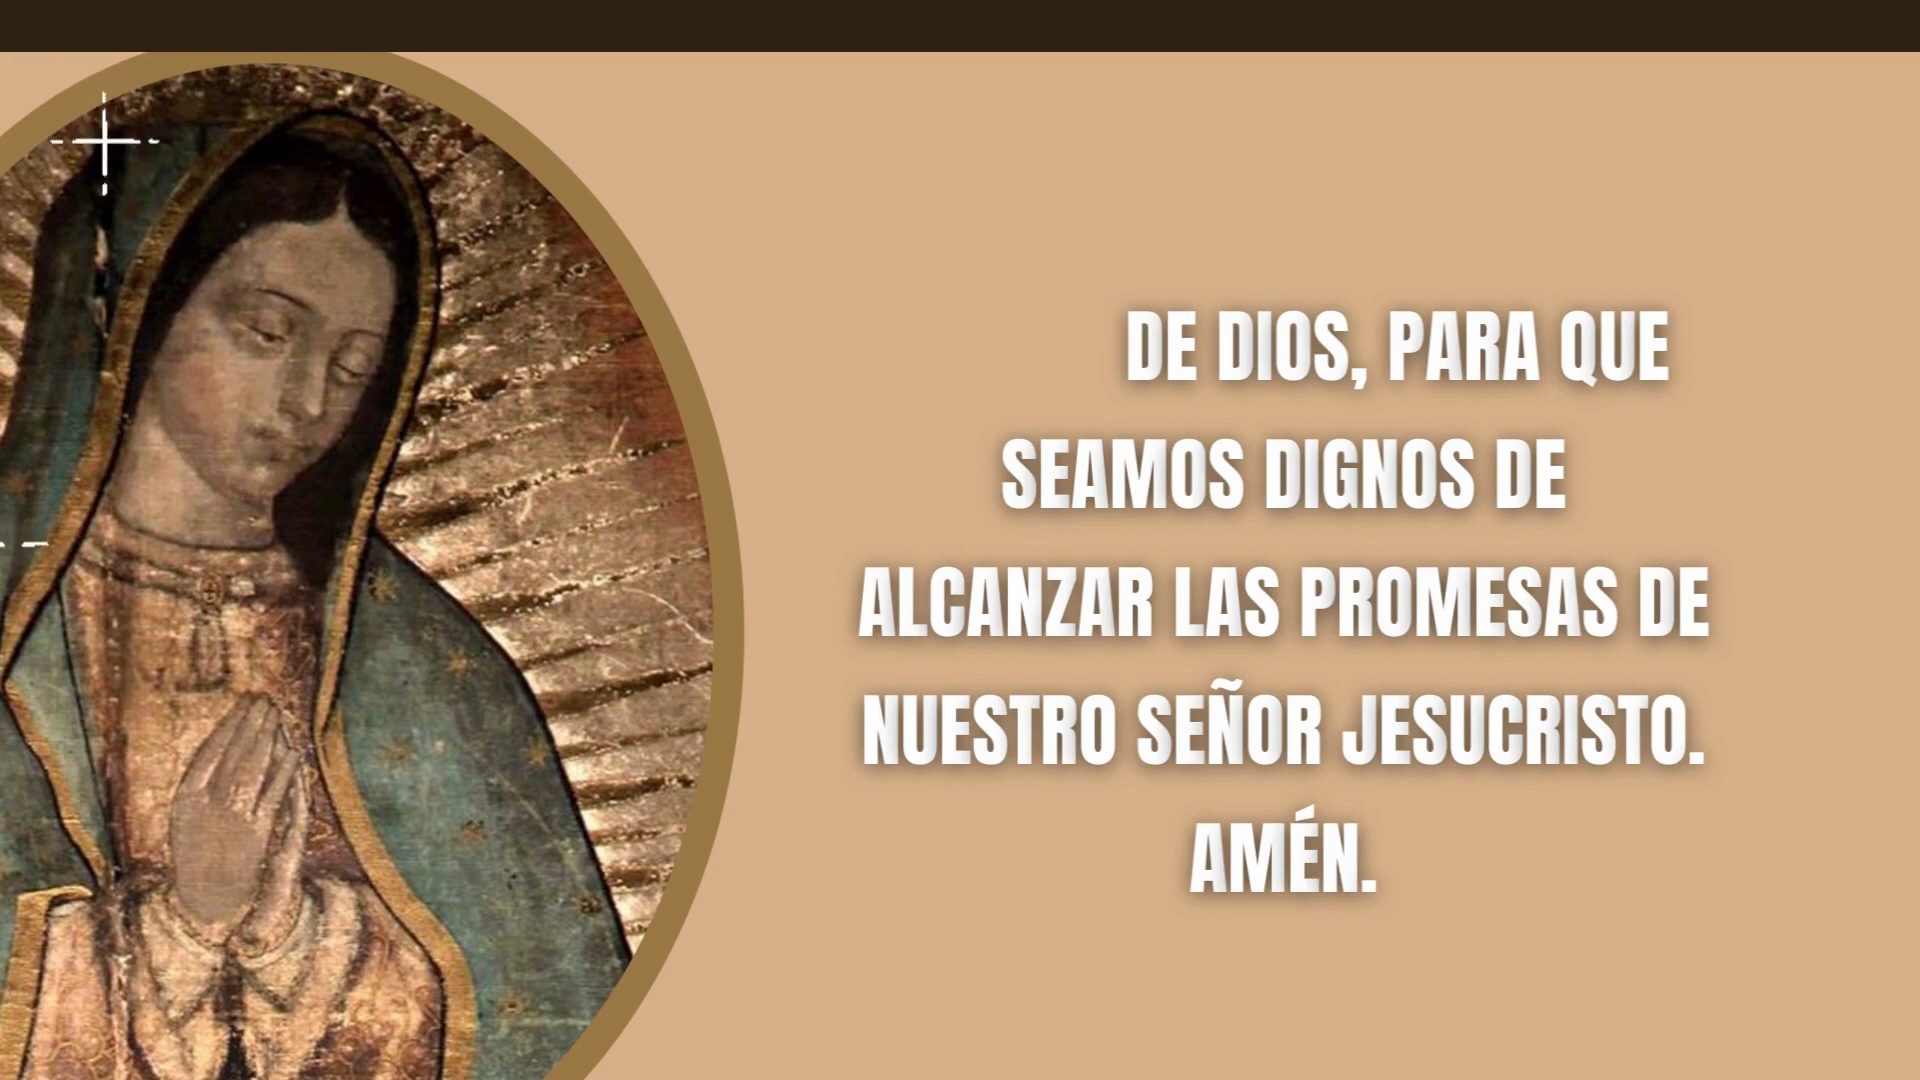 DE DIOS, PARA QUE
SEAMOS DIGNOS DE
ALCANZAR LAS PROMESAS DE
NUESTRO SEÑOR JESUCRISTO.
AMÉN.